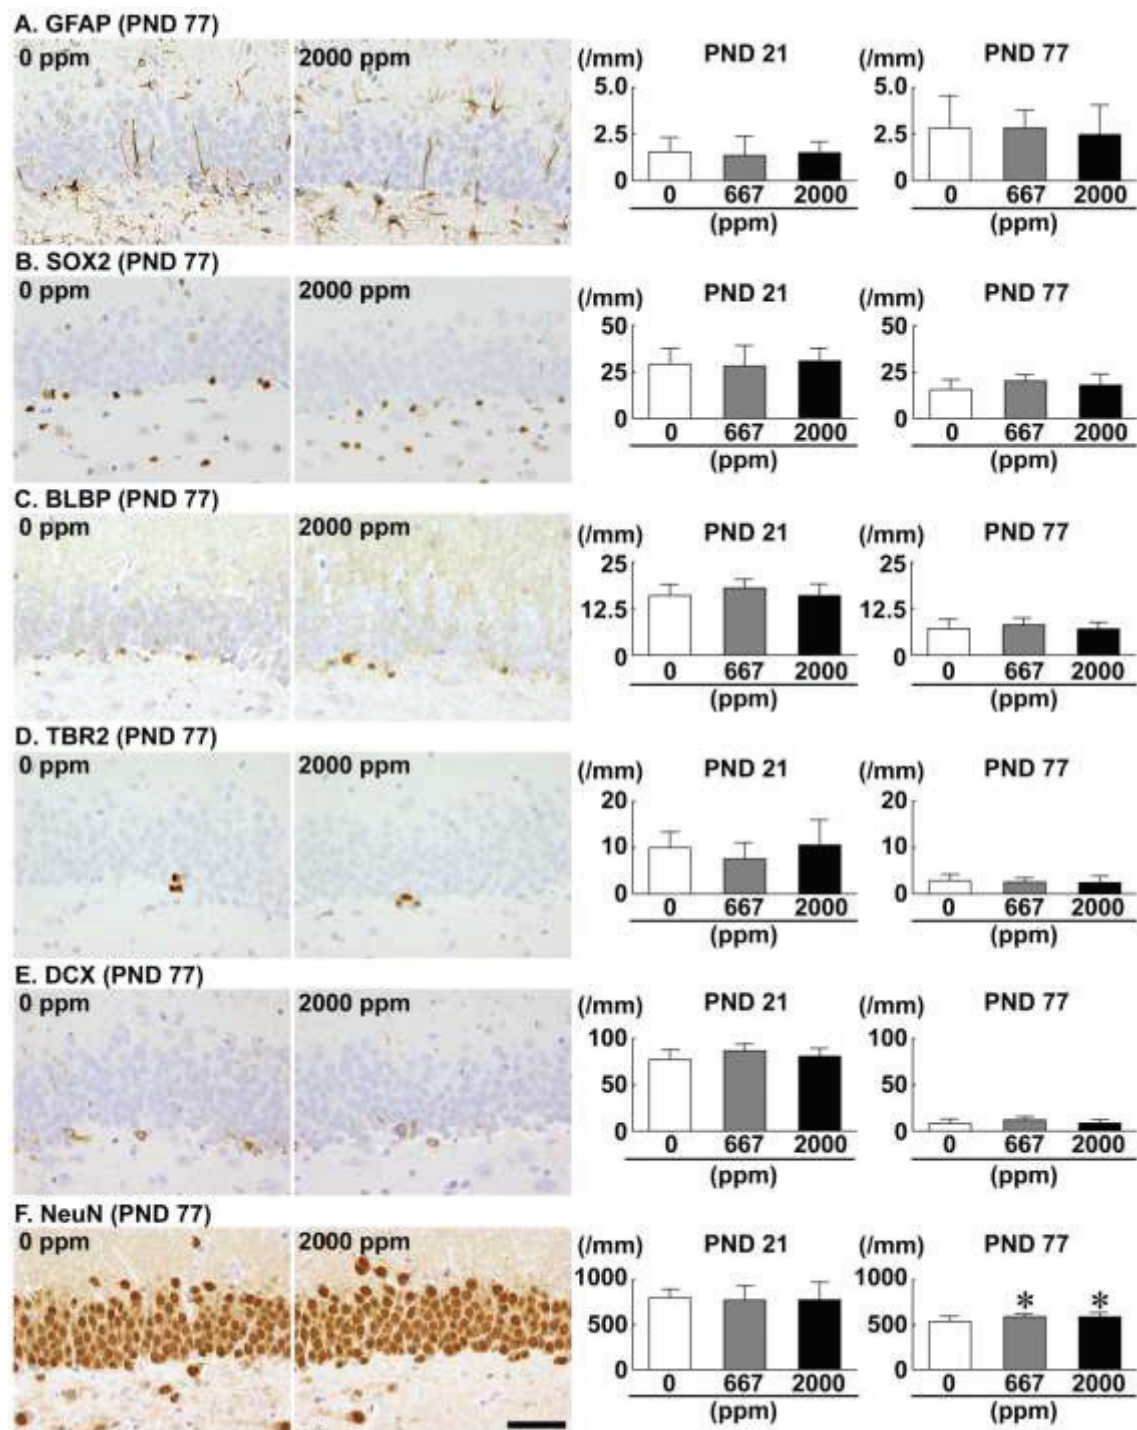 A. GFAP (PND 77)
0 ppm 2000 ppm (/mm) PND 21 (/mm) PND 77
5.0 5.0
2.5 2.5
0 0
0 667 2000 0 667 2000
(ppm) (ppm)
B. SOX2 (PND 77)
0 ppm 2000 ppm (/mm) PND 21 (/mm) PND 77
50 50
25 25
0 0
0 667 2000 0 667 2000
(ppm) (ppm)
C. BLBP (PND 77)
0 ppm 2000 ppm (/mm) PND 21 (/mm) PND 77
25 25
12.5 12.5
0 0
0 667 2000 0 667 2000
(ppm) (ppm)
D. TBR2 (PND 77)
0 ppm 2000 ppm (/mm) PND 21 (/mm) PND 77
20 20
10 10
0 0
0 667 2000 0 667 2000
(ppm) (ppm)
E. DCX (PND 77)
0 ppm 2000 ppm (/mm) PND 21 (/mm) PND 77
100 100
50 50
0 0
0 667 2000 0 667 2000
(ppm) (ppm)
F. NeuN (PND 77)
0 ppm 2000 ppm (/mm) PND 21 (/mm) PND 77
1000 1000
* *
500 500
0 0
0 667 2000 0 667 2000
(ppm) (ppm)